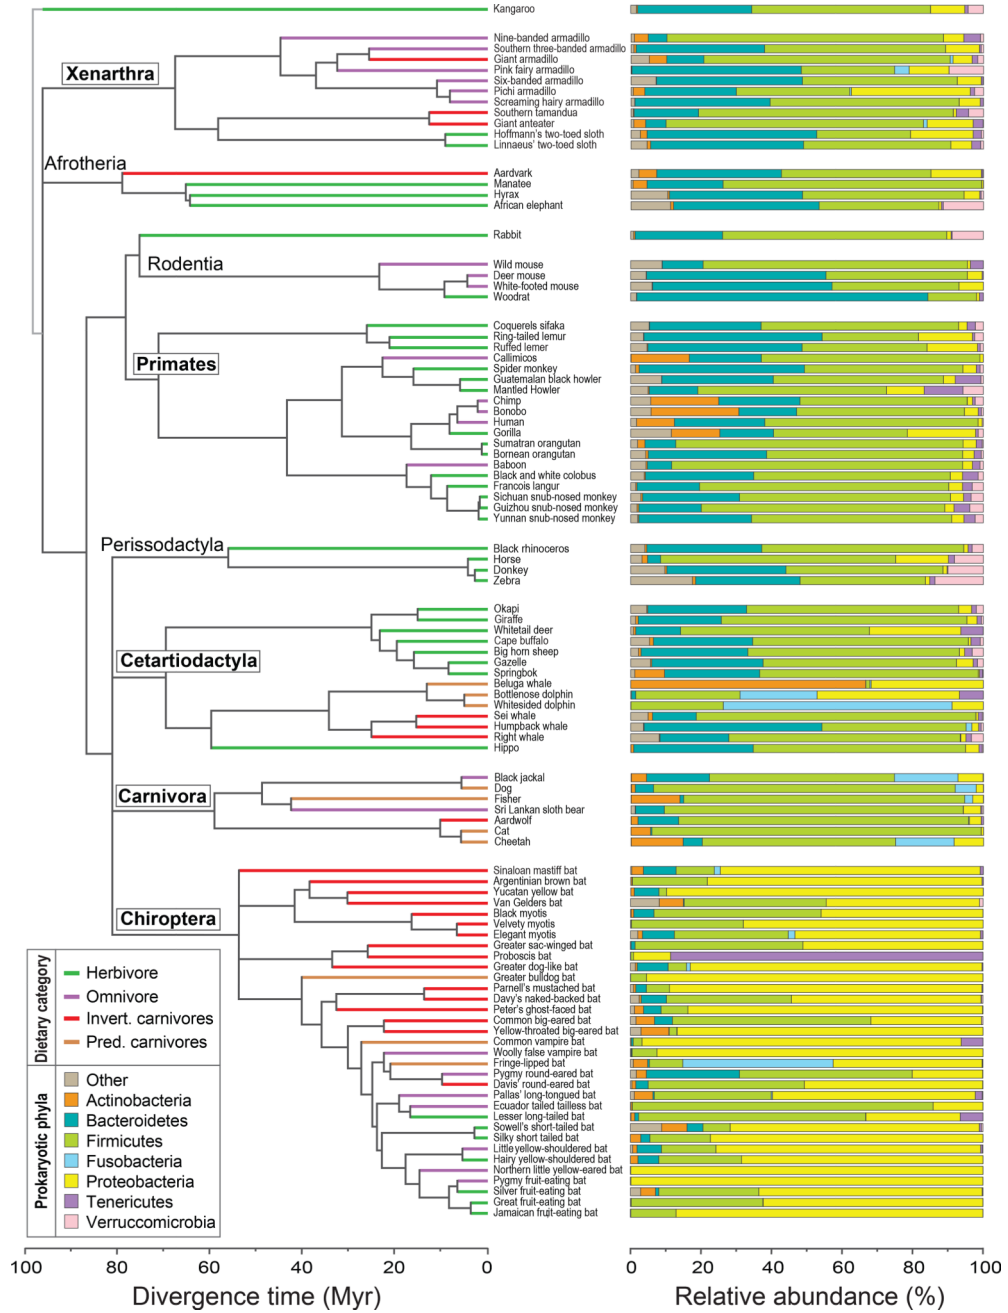 Kangaroo
Xenarthra
Nine-banded armadillo
Southern three-banded armadillo
Giant armadillo
Pink fairy armadillo
Six-banded armadillo
Pichi armadillo
Screaming hairy armadillo
Southern tamandua
Giant anteater
Hoffmann's two-toed sloth
Linnaeus' two-toed sloth
Afrotheria
Aardvark
Manatee
Hyrax
African elephant
Rabbit
Rodentia
Wild mouse
Deer mouse
White-footed mouse
Woodrat
Primates
Coquerels sifaka
Ring-tailed lemur
Ruffed lemer
Callimicos
Spider monkey
Guatemalan black howler
Mantled Howler
Chimp
Bonobo
Human
Gorilla
Sumatran orangutan
Bornean orangutan
Baboon
Black and white colobus
Francois langur
Sichuan snub-nosed monkey
Guizhou snub-nosed monkey
Yunnan snub-nosed monkey
Perissodactyla
Black rhinoceros
Horse
Donkey
Zebra
Cetartiodactyla
Okapi
Giraffe
Whitetail deer
Cape buffalo
Big horn sheep
Gazelle
Springbok
Beluga whale
Bottlenose dolphin
Whitesided dolphin
Sei whale
Humpback whale
Right whale
Hippo
Carnivora
Black jackal
Dog
Fisher
Sri Lankan sloth bear
Aardwolf
Cat
Cheetah
Chiroptera
Sinaloan mastiff bat
Argentinian brown bat
Yucatan yellow bat
Van Gelders bat
Black myotis
Velvety myotis
Elegant myotis
Greater sac-winged bat
Proboscis bat
Greater dog-like bat
Greater bulldog bat
Parnell's mustached bat
Davy's naked-backed bat
Peter's ghost-faced bat
Common big-eared bat
Yellow-throated big-eared bat
Common vampire bat
Woolly false vampire bat
Fringe-lipped bat
Pygmy round-eared bat
Davis' round-eared bat
Pallas' long-tongued bat
Ecuador tailed tailless bat
Lesser long-tailed bat
Sowell's short-tailed bat
Silky short tailed bat
Little yellow-shouldered bat
Hairy yellow-shouldered bat
Northern little yellow-eared bat
Pygmy fruit-eating bat
Silver fruit-eating bat
Great fruit-eating bat
Jamaican fruit-eating bat
Dietary category
Herbivore
Omnivore
Invert. carnivores
Pred. carnivores
Prokaryotic phyla
Other
Actinobacteria
Bacteroidetes
Firmicutes
Fusobacteria
Proteobacteria
Tenericutes
Verruccomicrobia
100 80 60 40 20 0
Divergence time (Myr)
0 20 40 60 80 100
Relative abundance (%)